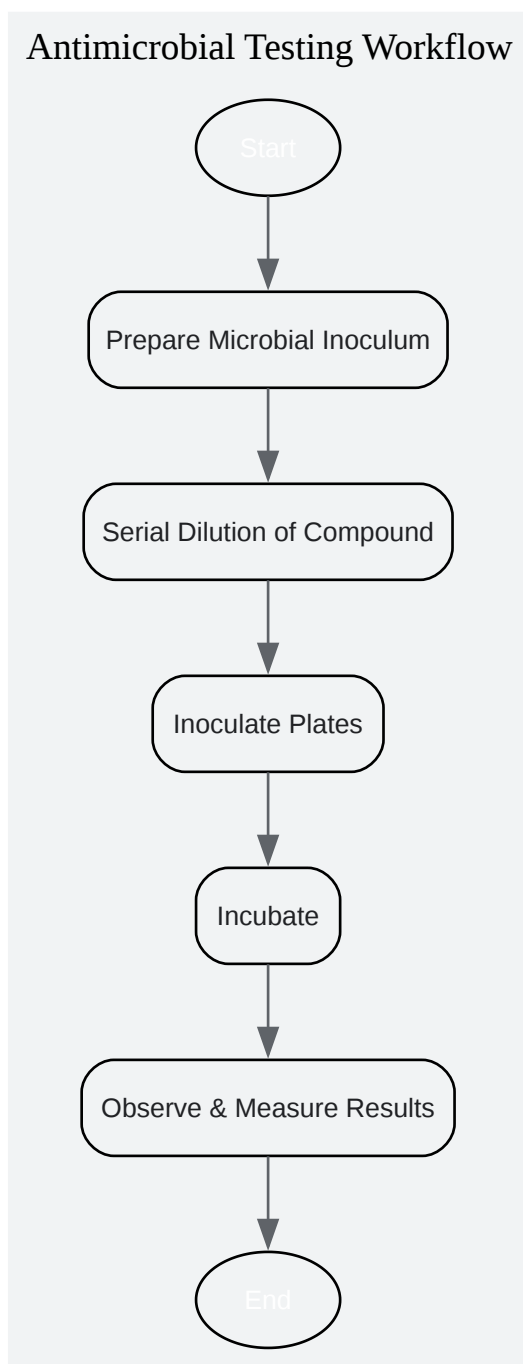 Antimicrobial Testing Workflow
Start
Prepare Microbial Inoculum
Serial Dilution of Compound
Inoculate Plates
Incubate
Observe & Measure Results
End